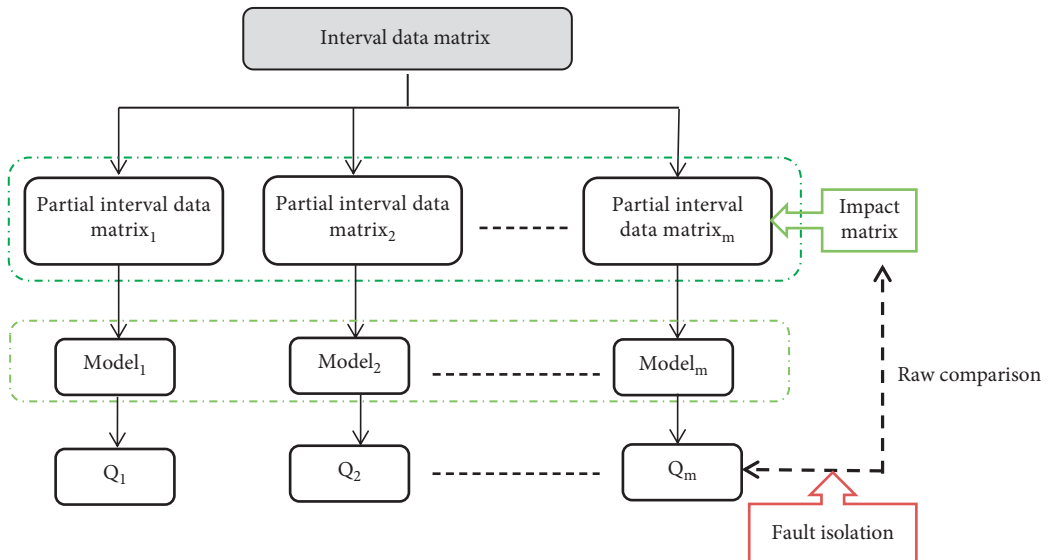 Interval data matrix
Partial interval data
matrix1
Partial interval data
matrix2
Partial interval
data matrixm
Impact
matrix
Model1
Model2
Modelm
Raw comparison
Q1
Q2
Qm
Fault isolation